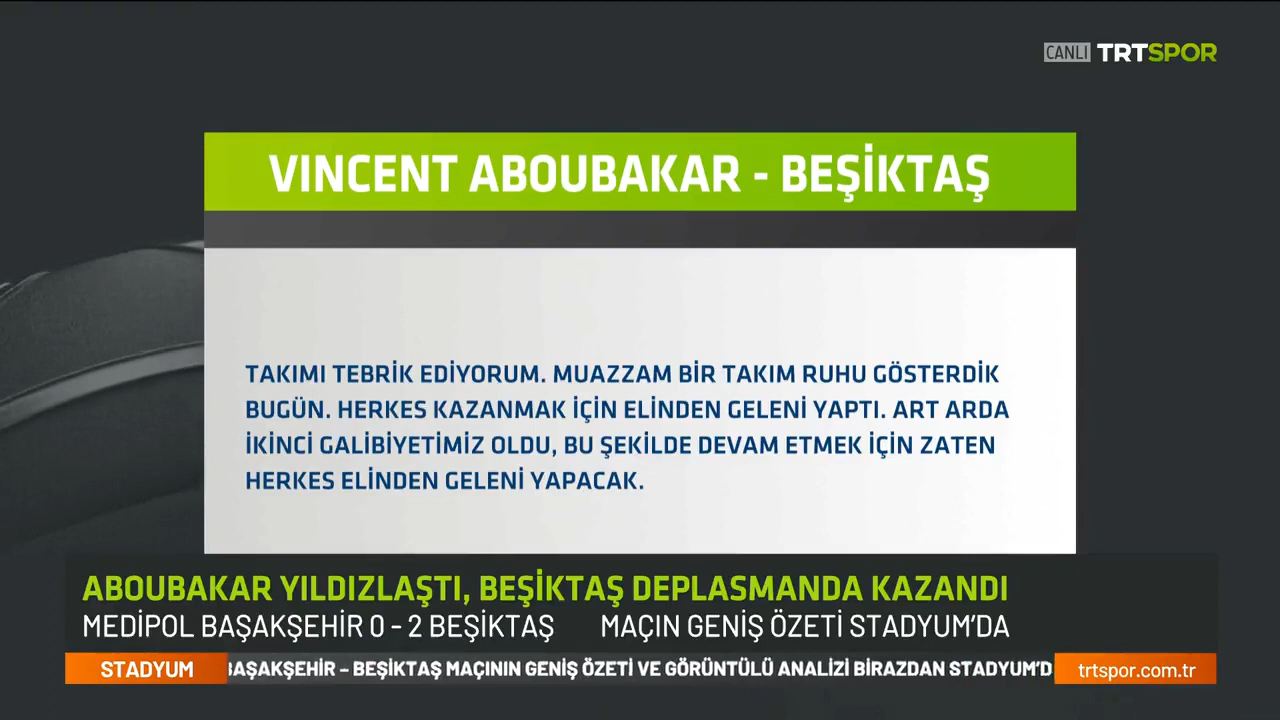 CANLI TRTSPOR
VINCENT ABOUBAKAR - BEŞİKTAŞ
TAKIMI TEBRİK EDİYORUM. MUAZZAM BİR TAKIM RUHU GÖSTERDİK
BUGÜN. HERKES KAZANMAK İÇİN ELİNDEN GELENİ YAPTI. ART ARDA
İKİNCİ GALİBİYETİMİZ OLDU, BU ŞEKİLDE DEVAM ETMEK İÇİN ZATEN
HERKES ELİNDEN GELENİ YAPACAK.
ABOUBAKAR YILDIZLAŞTI, BEŞİKTAŞ DEPLASMANDA KAZANDI
MEDİPOL BAŞAKŞEHİR 0 - 2 BEŞİKTAŞ MAÇIN GENİŞ ÖZETİ STADYUM'DA
STADYUM BAŞAKŞEHİR – BEŞİKTAŞ MAÇININ GENİŞ ÖZETİ VE GÖRÜNTÜLÜ ANALİZİ BİRAZDAN STADYUM'D trtspor.com.tr